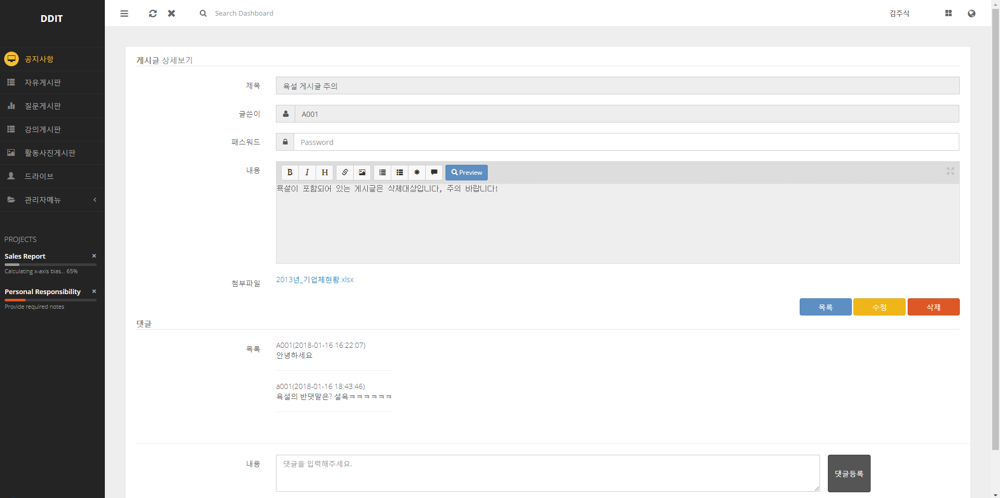 DDIT
Search Dashboard
김주식
공지사항
자유게시판
질문게시판
강의게시판
활동사진게시판
드라이브
관리자메뉴
PROJECTS
Sales Report
Calculating x-axis bias... 65%
Personal Responsibility
Provide required notes
게시글 상세보기
제목
욕설 게시글 주의
글쓴이
A001
패스워드
Password
내용
B I H Preview
욕설이 포함되어 있는 게시글은 삭제대상입니다, 주의 바랍니다!
첨부파일
2013년_기업체현황.xlsx
목록 수정 삭제
댓글
목록
A001(2018-01-16 16:22:07)
안녕하세요
a001(2018-01-16 18:43:46)
욕설의 반댓말은? 설욕ㅋㅋㅋㅋㅋㅋ
내용
댓글을 입력해주세요.
댓글등록